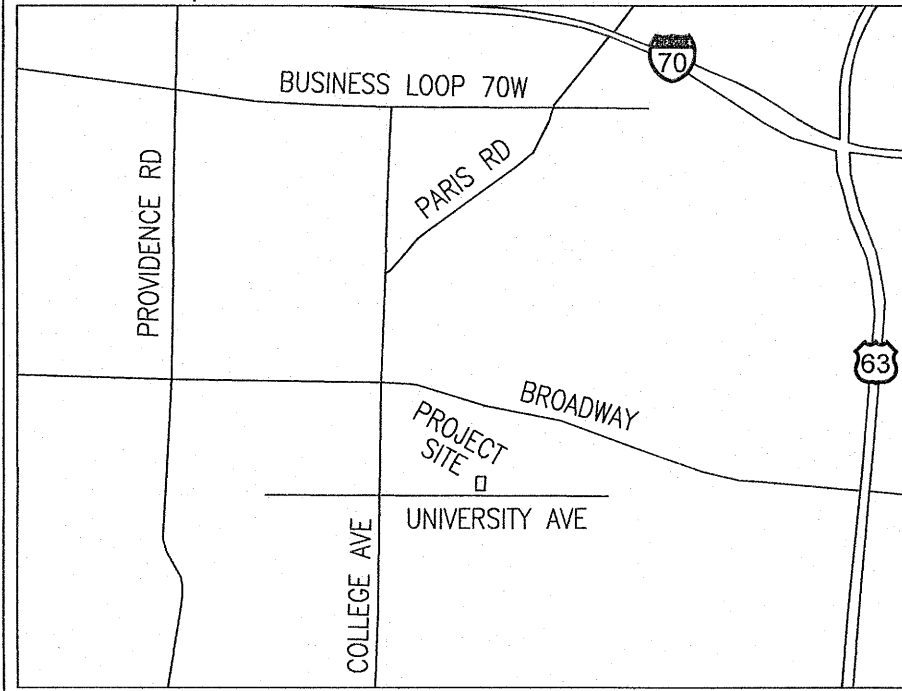 70
BUSINESS LOOP 70W
PARIS RD
PROVIDENCE RD
63
BROADWAY
PROJECT
SITE
UNIVERSITY AVE
COLLEGE AVE